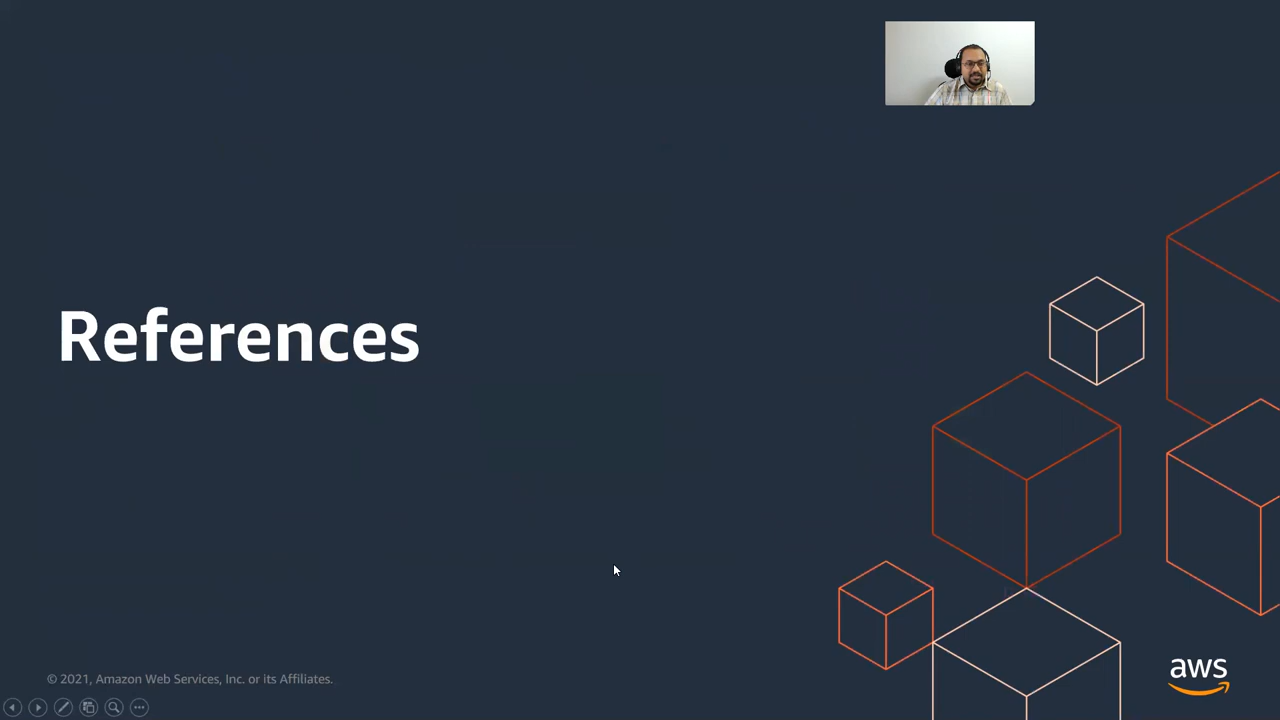 References
© 2021, Amazon Web Services, Inc. or its Affiliates.
aws